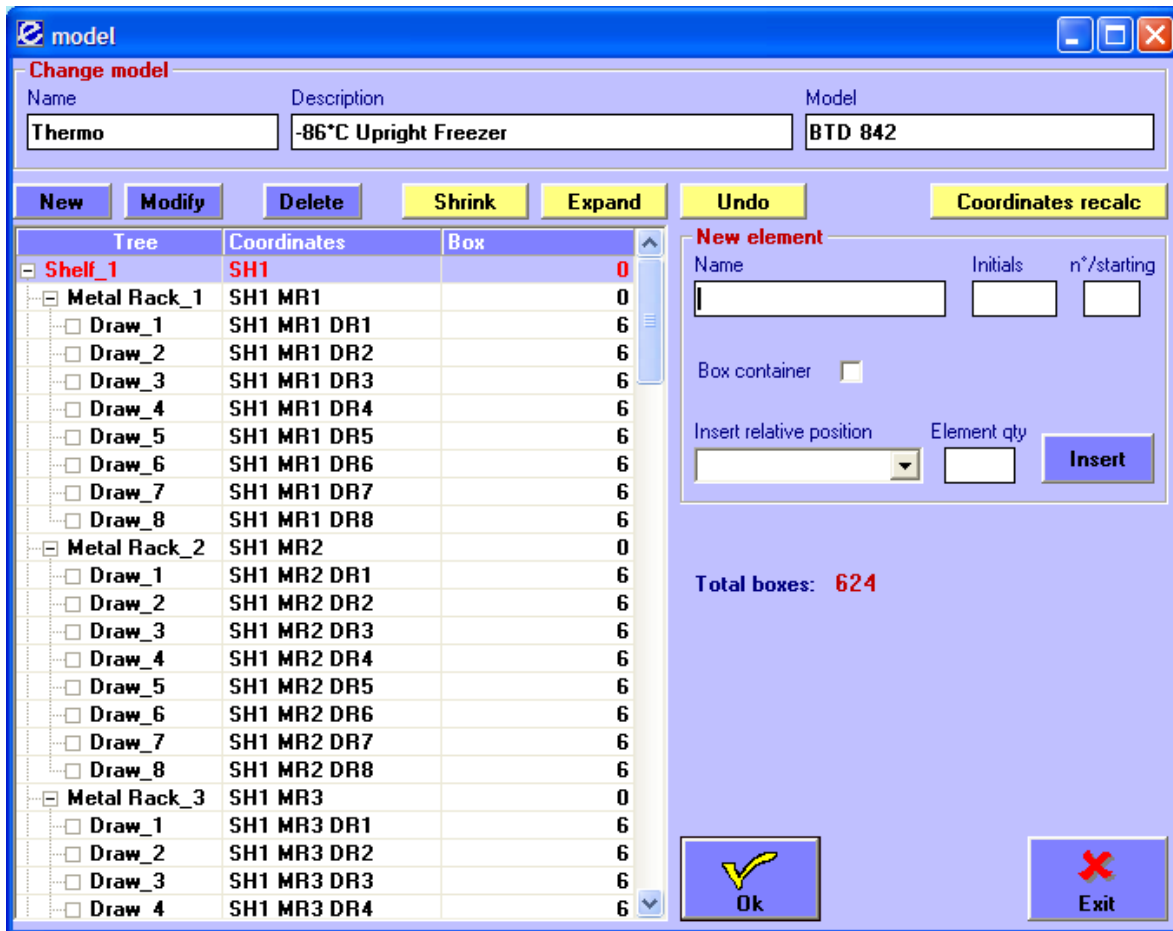 model
Change model
Name Description Model
Thermo -86°C Upright Freezer BTD 842
New Modify Delete Shrink Expand Undo Coordinates recalc
Tree Coordinates Box
Shelf_1 SH1 0
Metal Rack_1 SH1 MR1 0
Draw_1 SH1 MR1 DR1 6
Draw_2 SH1 MR1 DR2 6
Draw_3 SH1 MR1 DR3 6
Draw_4 SH1 MR1 DR4 6
Draw_5 SH1 MR1 DR5 6
Draw_6 SH1 MR1 DR6 6
Draw_7 SH1 MR1 DR7 6
Draw_8 SH1 MR1 DR8 6
Metal Rack_2 SH1 MR2 0
Draw_1 SH1 MR2 DR1 6
Draw_2 SH1 MR2 DR2 6
Draw_3 SH1 MR2 DR3 6
Draw_4 SH1 MR2 DR4 6
Draw_5 SH1 MR2 DR5 6
Draw_6 SH1 MR2 DR6 6
Draw_7 SH1 MR2 DR7 6
Draw_8 SH1 MR2 DR8 6
Metal Rack_3 SH1 MR3 0
Draw_1 SH1 MR3 DR1 6
Draw_2 SH1 MR3 DR2 6
Draw_3 SH1 MR3 DR3 6
Draw_4 SH1 MR3 DR4 6
New element
Name Initials n°/starting
Box container
Insert relative position Element qty
Insert
Total boxes: 624
Ok Exit